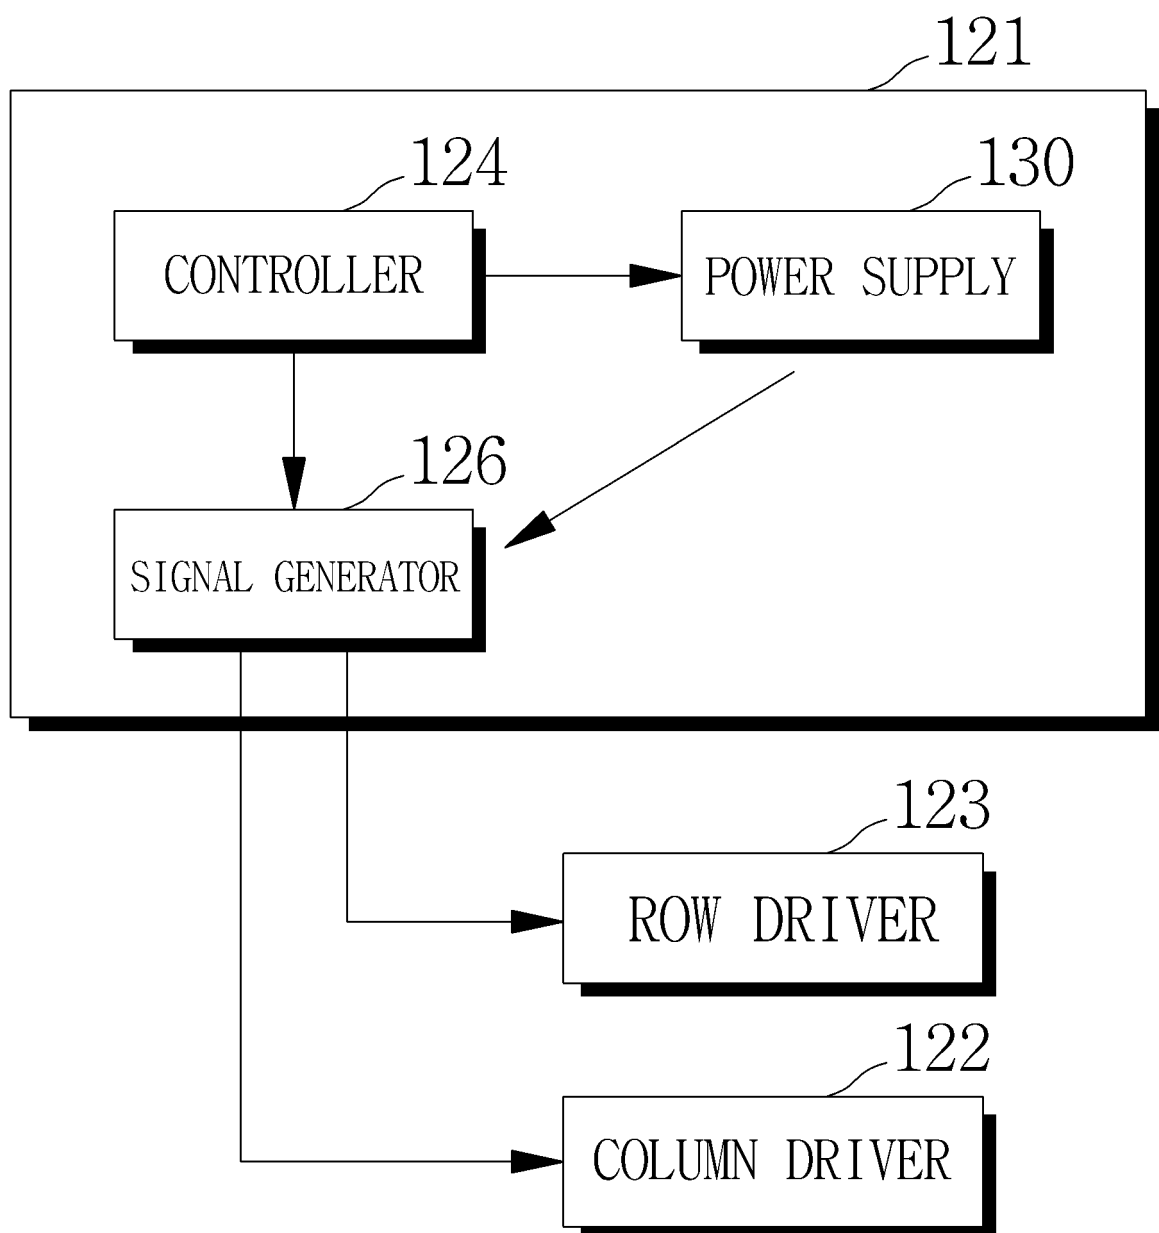 121
124
130
CONTROLLER
POWER SUPPLY
126
SIGNAL GENERATOR
123
ROW DRIVER
122
COLUMN DRIVER